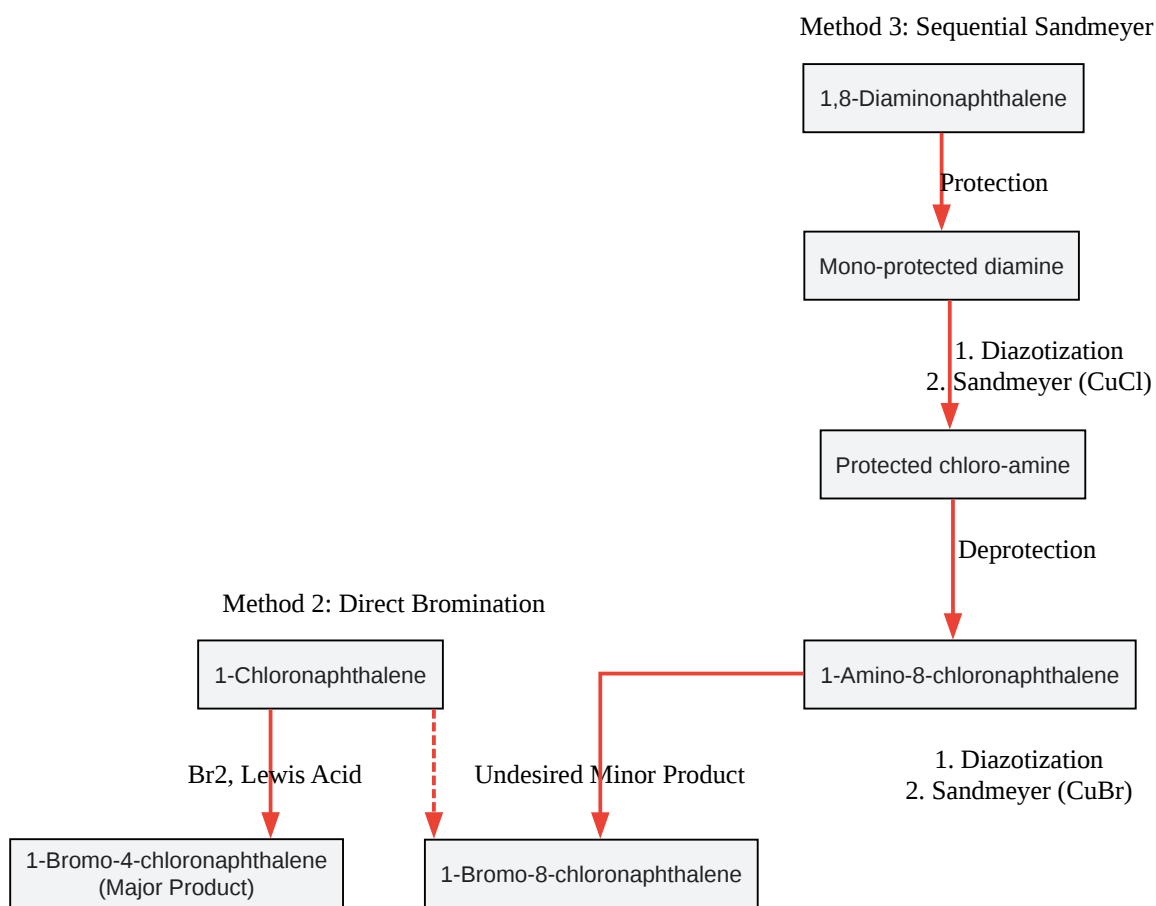 Method 3: Sequential Sandmeyer
1,8-Diaminonaphthalene
Protection
Mono-protected diamine
1. Diazotization
2. Sandmeyer (CuCl)
Protected chloro-amine
Deprotection
Method 2: Direct Bromination
1-Chloronaphthalene
1-Amino-8-chloronaphthalene
Br2, Lewis Acid
Undesired Minor Product
1. Diazotization
2. Sandmeyer (CuBr)
1-Bromo-4-chloronaphthalene
(Major Product)
1-Bromo-8-chloronaphthalene